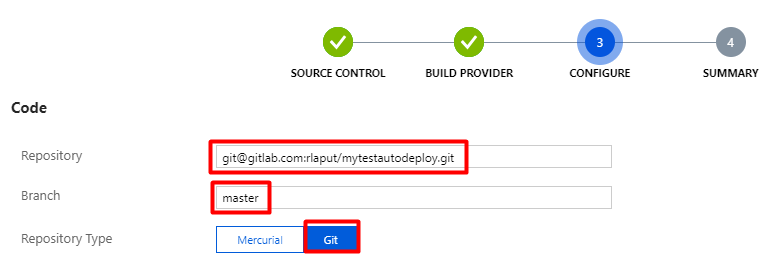 3
4
SOURCE CONTROL
BUILD PROVIDER
CONFIGURE
SUMMARY
Code
Repository
git@gitlab.com:rlaput/mytestautodeploy.git
Branch
master
Repository Type
Mercurial
Git